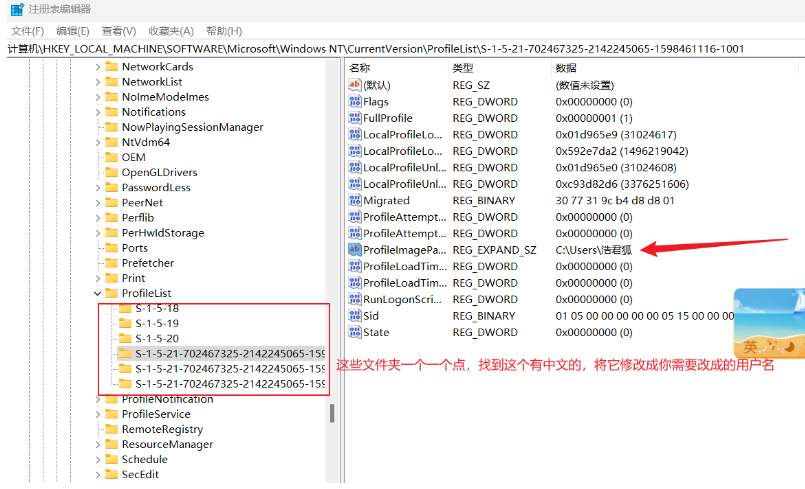 注册表编辑器
文件(F) 编辑(E) 查看(V) 收藏夹(A) 帮助(H)
计算机\HKEY_LOCAL_MACHINE\SOFTWARE\Microsoft\Windows NT\CurrentVersion\ProfileList\S-1-5-21-702467325-2142245065-1598461116-1001
NetworkCards
NetworkList
NoImeModeImes
Notifications
NowPlayingSessionManager
NtVdm64
OEM
OpenGLDrivers
PasswordLess
PeerNet
Perflib
PerHwIdStorage
Ports
Prefetcher
Print
ProfileList
S-1-5-18
S-1-5-19
S-1-5-20
S-1-5-21-702467325-2142245065-159
S-1-5-21-702467325-2142245065-159
S-1-5-21-702467325-2142245065-159
ProfileNotification
ProfileService
RemoteRegistry
ResourceManager
Schedule
SecEdit
名称 类型 数据
ab (默认) REG_SZ (数值未设置)
Flags REG_DWORD 0x00000000 (0)
FullProfile REG_DWORD 0x00000001 (1)
LocalProfileLo... REG_DWORD 0x01d965e9 (31024617)
LocalProfileLo... REG_DWORD 0x592e7da2 (1496219042)
LocalProfileUnl... REG_DWORD 0x01d965e0 (31024608)
LocalProfileUnl... REG_DWORD 0xc93d82d6 (3376251606)
Migrated REG_BINARY 30 77 31 9c b4 d8 d8 01
ProfileAttempt... REG_DWORD 0x00000000 (0)
ProfileAttempt... REG_DWORD 0x00000000 (0)
ab ProfileImagePa... REG_EXPAND_SZ C:\Users\浩君狐
ProfileLoadTim... REG_DWORD 0x00000000 (0)
ProfileLoadTim... REG_DWORD 0x00000000 (0)
RunLogonScri... REG_DWORD 0x00000000 (0)
Sid REG_BINARY 01 05 00 00 00 00 00 05 15 00 00 00
State REG_DWORD 0x00000000 (0)
英
这些文件夹一个一个点，找到这个有中文的，将它修改成你需要改成的用户名